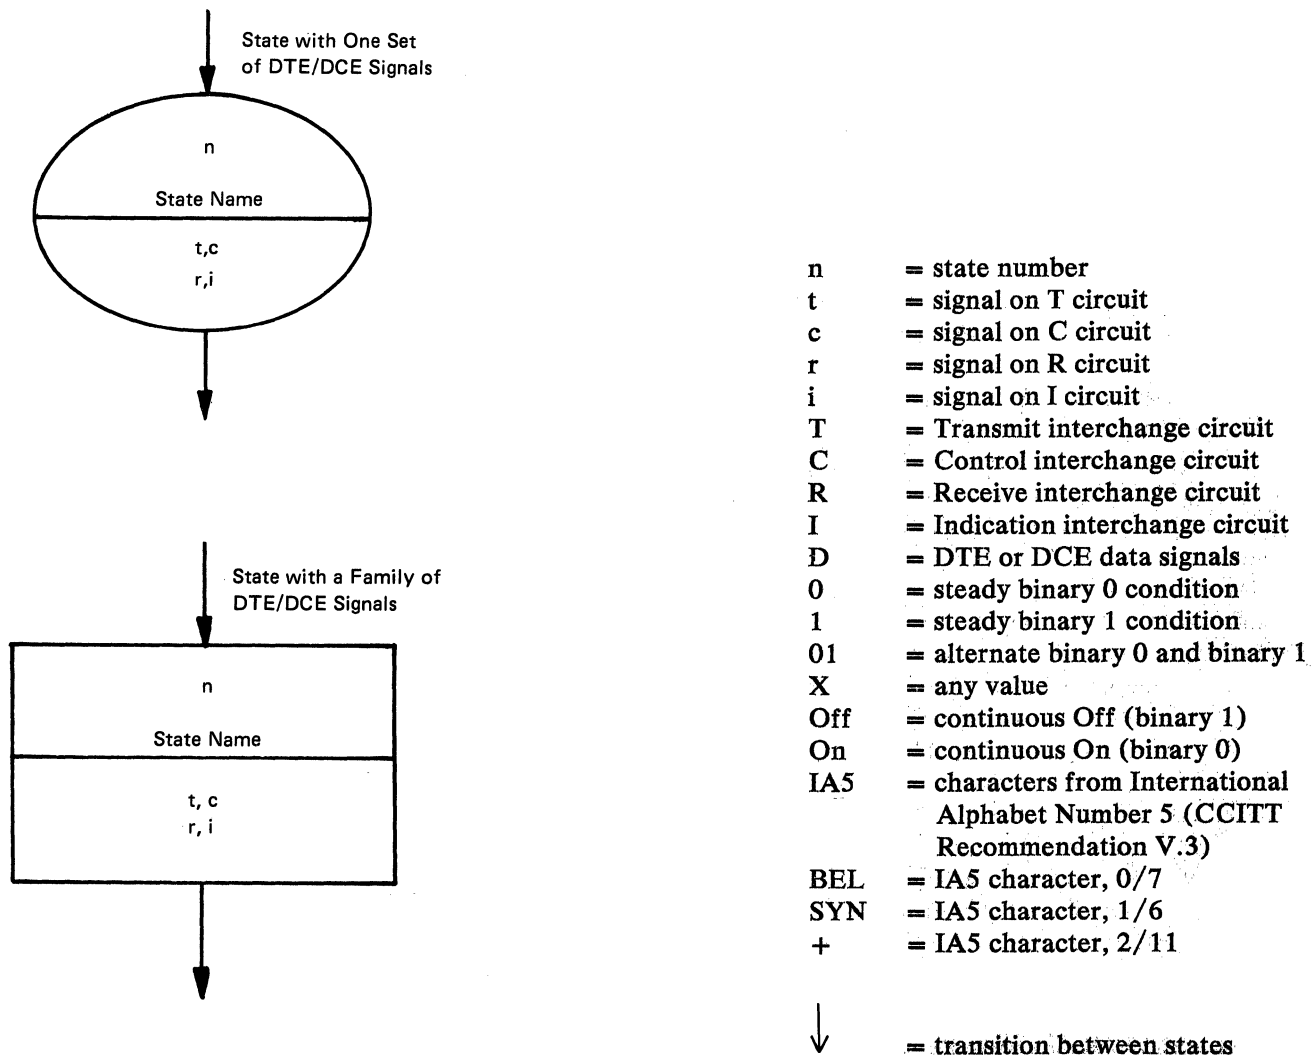 State with One Set
of DTE/DCE Signals
n
State Name
t,c
r,i
State with a Family of
DTE/DCE Signals
n
State Name
t, c
r, i
n = state number
t = signal on T circuit
c = signal on C circuit
r = signal on R circuit
i = signal on I circuit
T = Transmit interchange circuit
C = Control interchange circuit
R = Receive interchange circuit
I = Indication interchange circuit
D = DTE or DCE data signals
0 = steady binary 0 condition
1 = steady binary 1 condition
01 = alternate binary 0 and binary 1
X = any value
Off = continuous Off (binary 1)
On = continuous On (binary 0)
IA5 = characters from International
Alphabet Number 5 (CCITT
Recommendation V.3)
BEL = IA5 character, 0/7
SYN = IA5 character, 1/6
+ = IA5 character, 2/11
↓ = transition between states